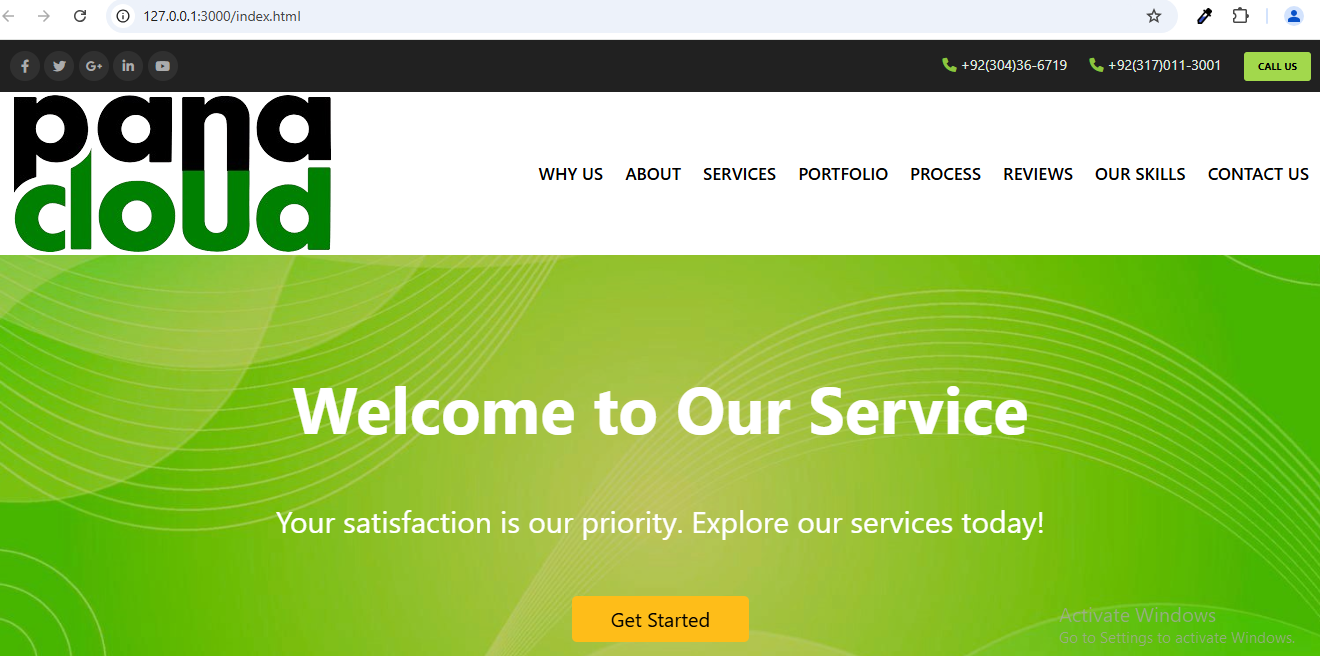 127.0.0.1:3000/index.html
+92(304)36-6719 +92(317)011-3001 CALL US
pana
cloud
WHY US ABOUT SERVICES PORTFOLIO PROCESS REVIEWS OUR SKILLS CONTACT US
Welcome to Our Service
Your satisfaction is our priority. Explore our services today!
Get Started
Activate Windows
Go to Settings to activate Windows.